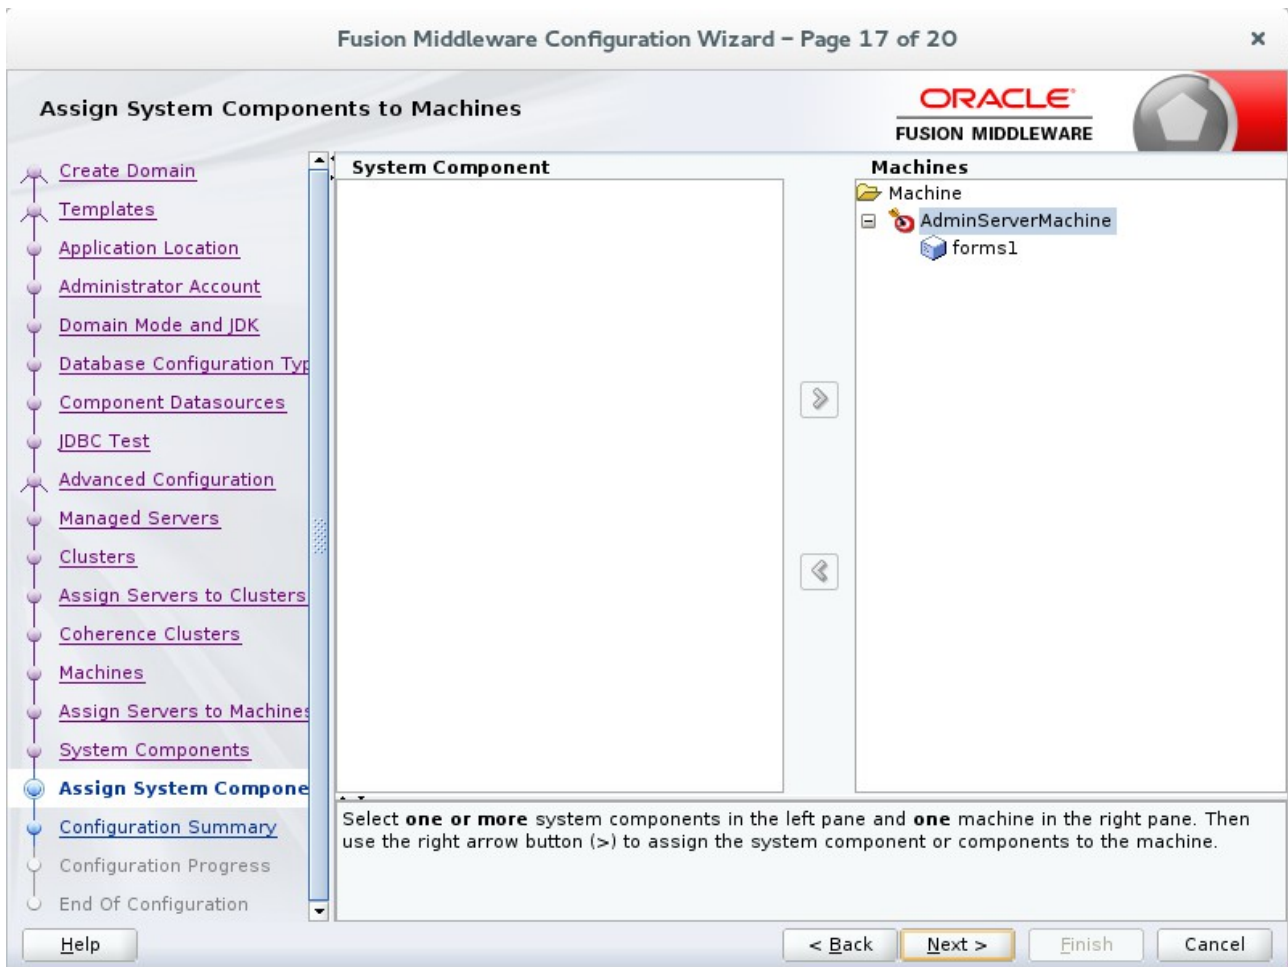 Fusion Middleware Configuration Wizard – Page 17 of 20
Assign System Components to Machines
ORACLE
FUSION MIDDLEWARE
Create Domain
Templates
Application Location
Administrator Account
Domain Mode and JDK
Database Configuration Typ
Component Datasources
JDBC Test
Advanced Configuration
Managed Servers
Clusters
Assign Servers to Clusters
Coherence Clusters
Machines
Assign Servers to Machines
System Components
Assign System Compone
Configuration Summary
Configuration Progress
End Of Configuration
System Component
Machines
Machine
AdminServerMachine
forms1
Select one or more system components in the left pane and one machine in the right pane. Then
use the right arrow button (>) to assign the system component or components to the machine.
Help
< Back
Next >
Finish
Cancel